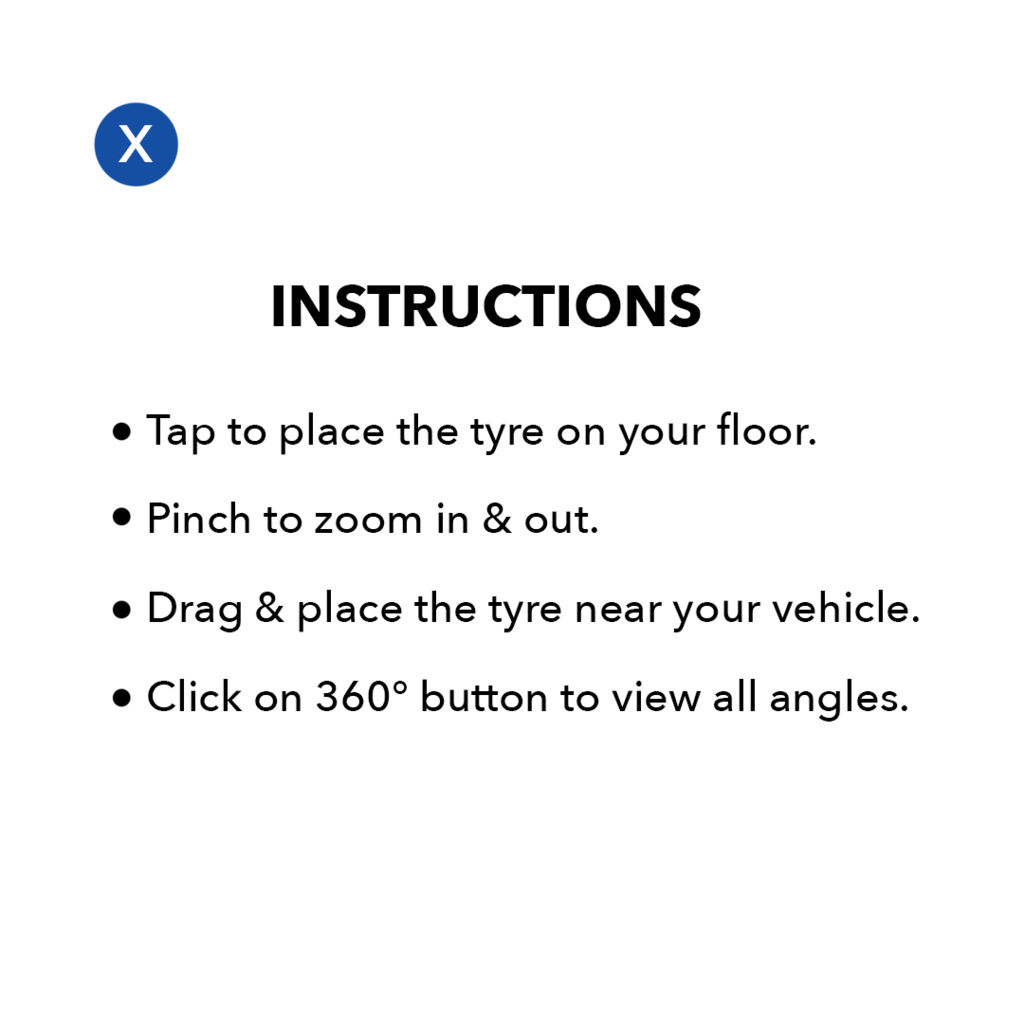 X
INSTRUCTIONS
• Tap to place the tyre on your floor.
• Pinch to zoom in & out.
• Drag & place the tyre near your vehicle.
• Click on 360° button to view all angles.